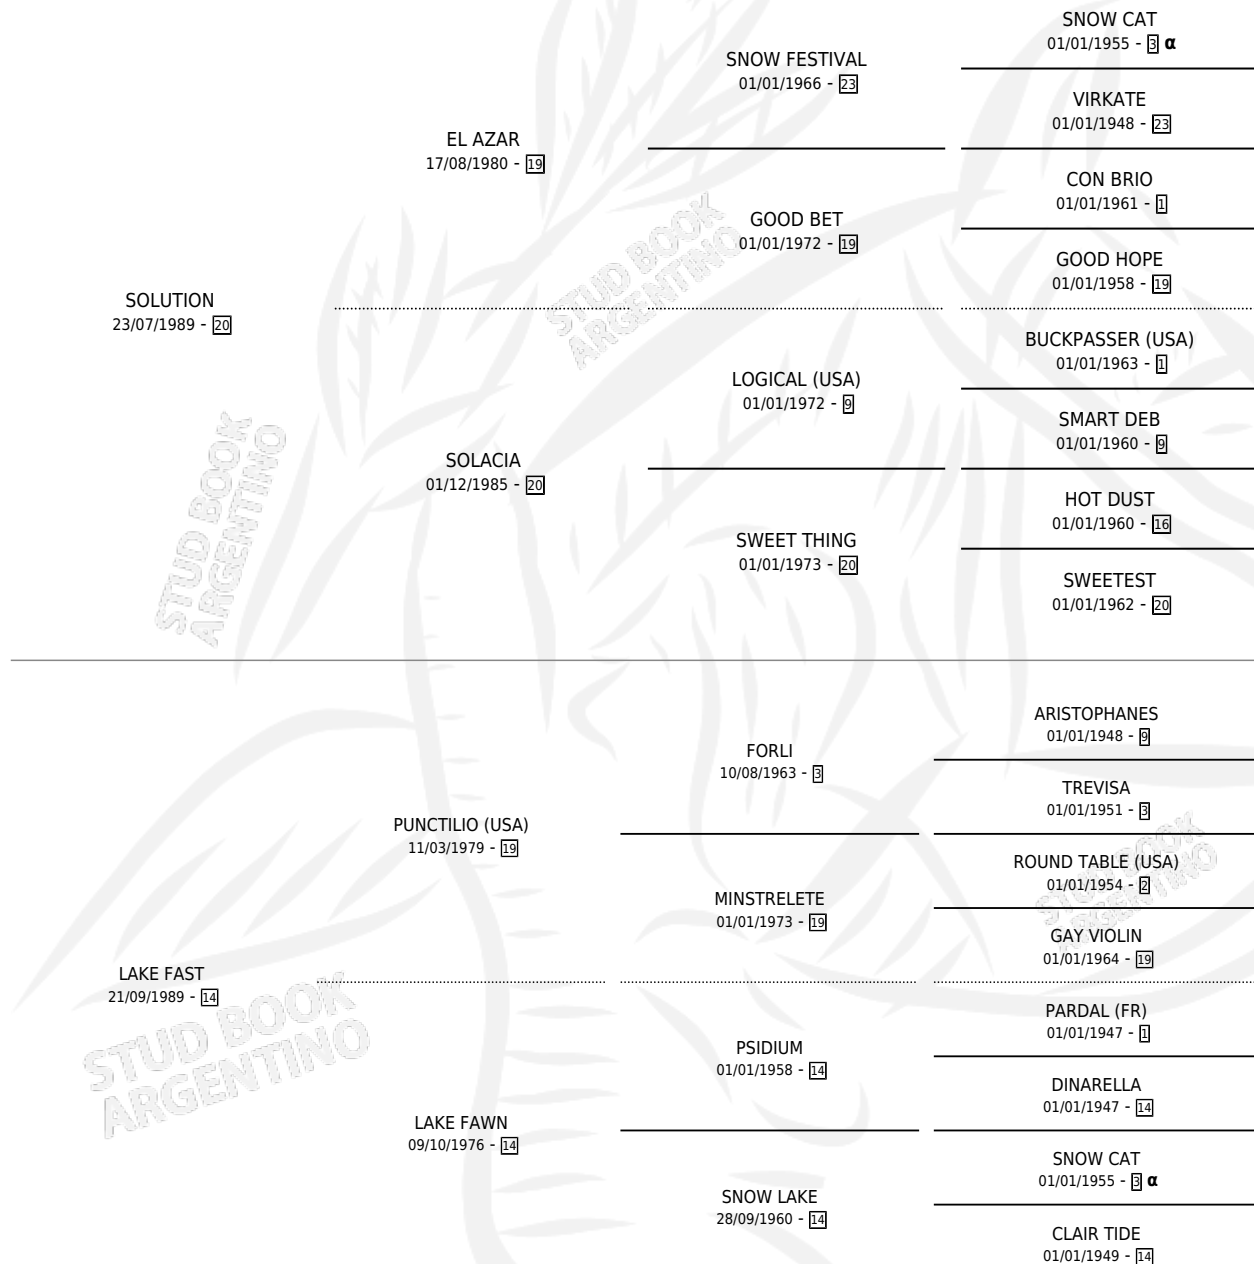 SNOW CAT
01/01/1955 - 3 α
SNOW FESTIVAL
01/01/1966 - 23
VIRKATE
01/01/1948 - 23
EL AZAR
17/08/1980 - 19
CON BRIO
01/01/1961 - 1
GOOD BET
01/01/1972 - 19
GOOD HOPE
01/01/1958 - 19
SOLUTION
23/07/1989 - 20
BUCKPASSER (USA)
01/01/1963 - 1
LOGICAL (USA)
01/01/1972 - 9
SMART DEB
01/01/1960 - 9
SOLACIA
01/12/1985 - 20
HOT DUST
01/01/1960 - 16
SWEET THING
01/01/1973 - 20
SWEETEST
01/01/1962 - 20
ARISTOPHANES
01/01/1948 - 9
FORLI
10/08/1963 - 3
TREVISA
01/01/1951 - 3
PUNCTILIO (USA)
11/03/1979 - 19
ROUND TABLE (USA)
01/01/1954 - 2
MINSTRELETE
01/01/1973 - 19
GAY VIOLIN
01/01/1964 - 19
LAKE FAST
21/09/1989 - 14
PARDAL (FR)
01/01/1947 - 1
PSIDIUM
01/01/1958 - 14
DINARELLA
01/01/1947 - 14
LAKE FAWN
09/10/1976 - 14
SNOW CAT
01/01/1955 - 3 α
SNOW LAKE
28/09/1960 - 14
CLAIR TIDE
01/01/1949 - 14
STUD BOOK
ARGENTINO
STUD BOOK
ARGENTINO
STUD BOOK
ARGENTINO
STUD BOOK
ARGENTINO